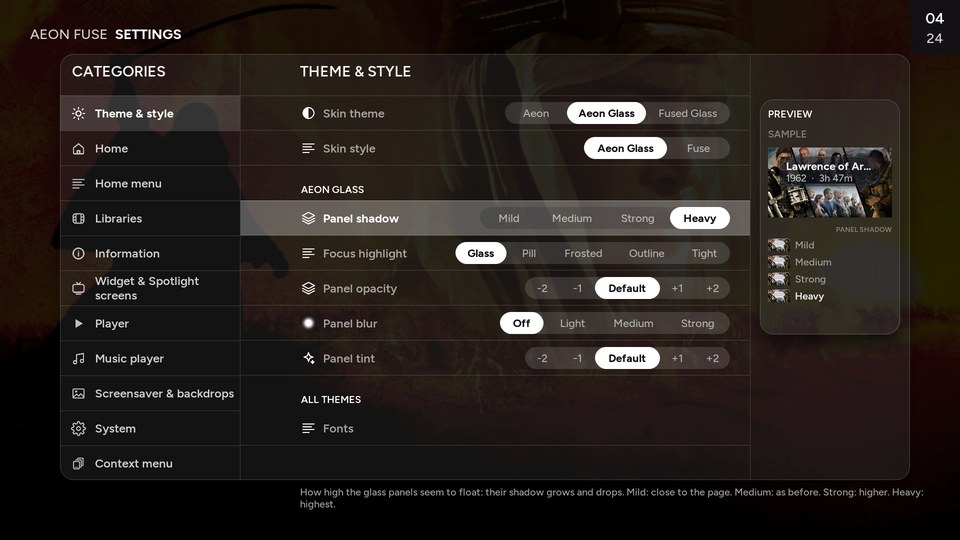 AEON FUSE SETTINGS
04
24
CATEGORIES
Theme & style
Home
Home menu
Libraries
Information
Widget & Spotlight
screens
Player
Music player
Screensaver & backdrops
System
Context menu
THEME & STYLE
Skin theme Aeon Aeon Glass Fused Glass
Skin style Aeon Glass Fuse
AEON GLASS
Panel shadow Mild Medium Strong Heavy
Focus highlight Glass Pill Frosted Outline Tight
Panel opacity -2 -1 Default +1 +2
Panel blur Off Light Medium Strong
Panel tint -2 -1 Default +1 +2
ALL THEMES
Fonts
PREVIEW
SAMPLE
Lawrence of Ar...
1962 · 3h 47m
PANEL SHADOW
Mild
Medium
Strong
Heavy
How high the glass panels seem to float: their shadow grows and drops. Mild: close to the page. Medium: as before. Strong: higher. Heavy:
highest.